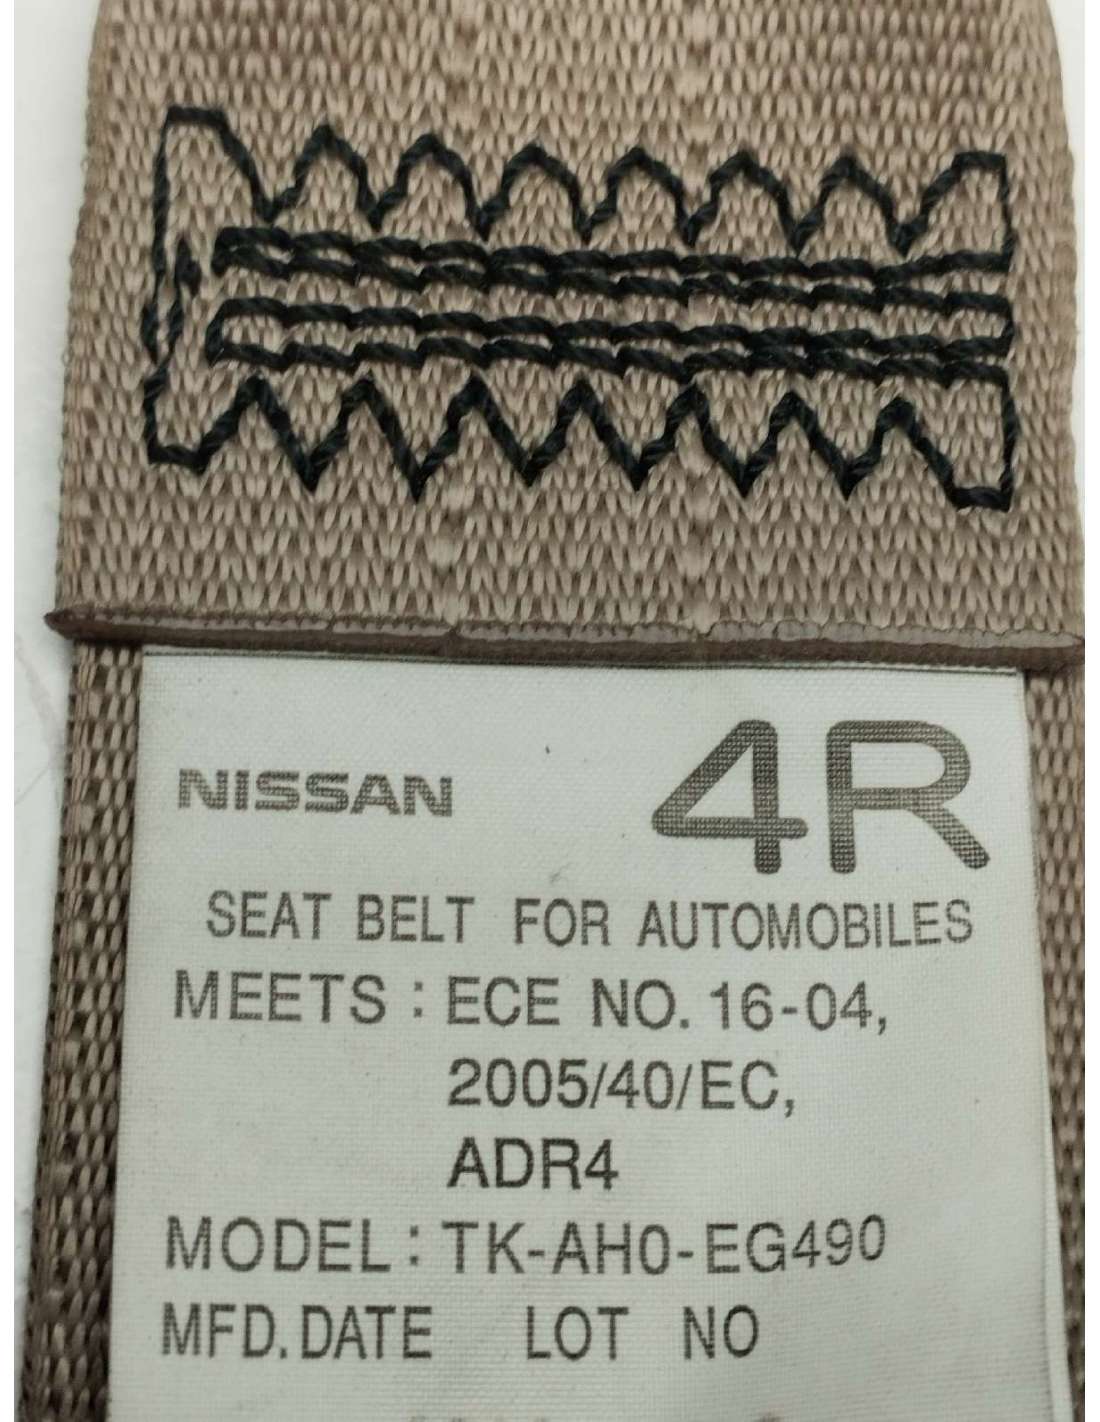 NISSAN 4R
SEAT BELT FOR AUTOMOBILES
MEETS : ECE NO. 16-04,
2005/40/EC,
ADR4
MODEL : TK-AH0-EG490
MFD.DATE LOT NO